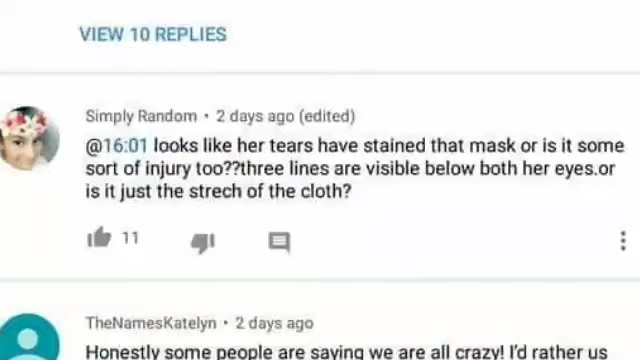 VIEW 10 REPLIES
Simply Random • 2 days ago (edited)
@16:01 looks like her tears have stained that mask or is it some
sort of injury too??three lines are visible below both her eyes.or
is it just the strech of the cloth?
11
TheNamesKatelyn • 2 days ago
Honestly some people are saying we are all crazy! I'd rather us